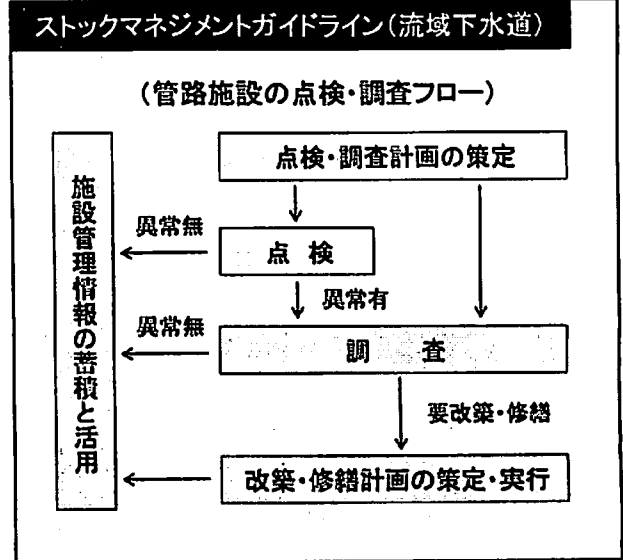 ストックマネジメントガイドライン(流域下水道)
(管路施設の点検・調査フロー)
点検・調査計画の策定
施設管理情報の蓄積と活用
異常無
点 検
異常有
異常無
調 査
要改築・修繕
改築・修繕計画の策定・実行